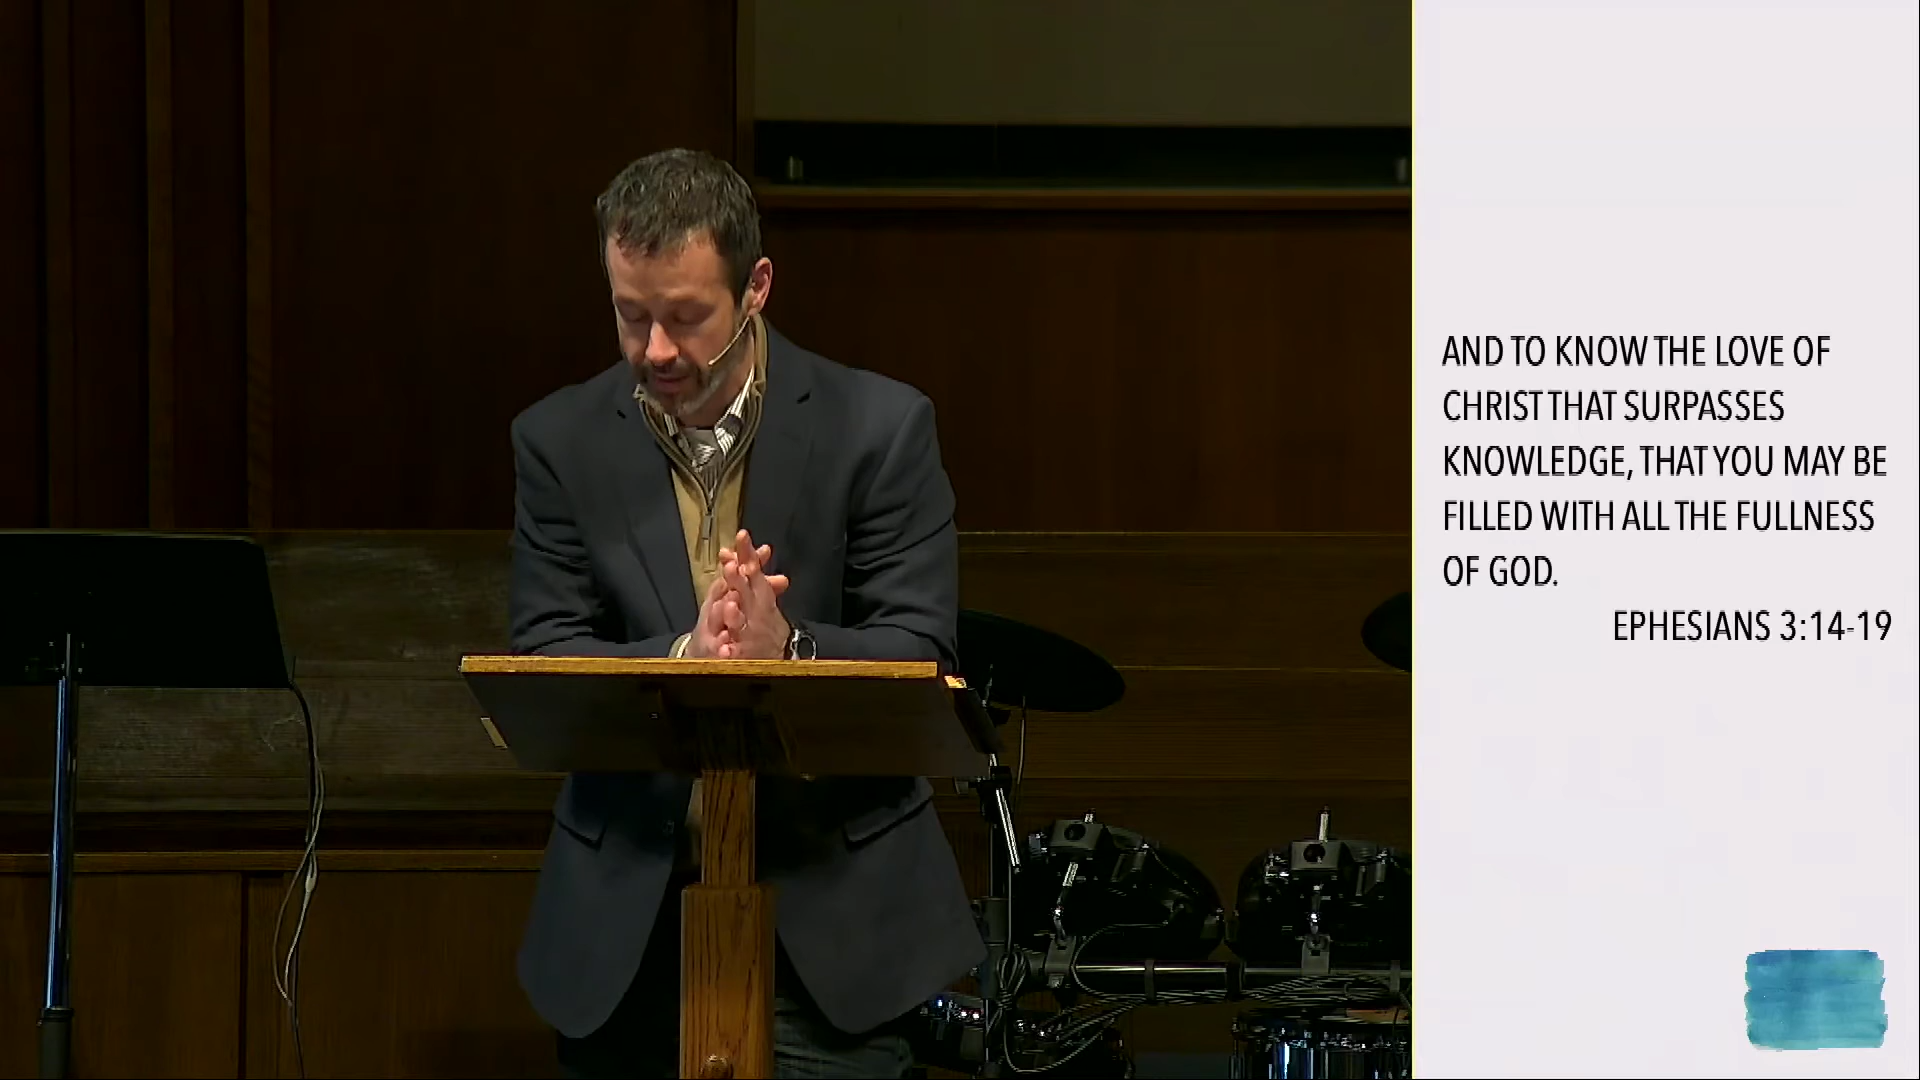 AND TO KNOW THE LOVE OF
CHRIST THAT SURPASSES
KNOWLEDGE, THAT YOU MAY BE
FILLED WITH ALL THE FULLNESS
OF GOD.
EPHESIANS 3:14-19